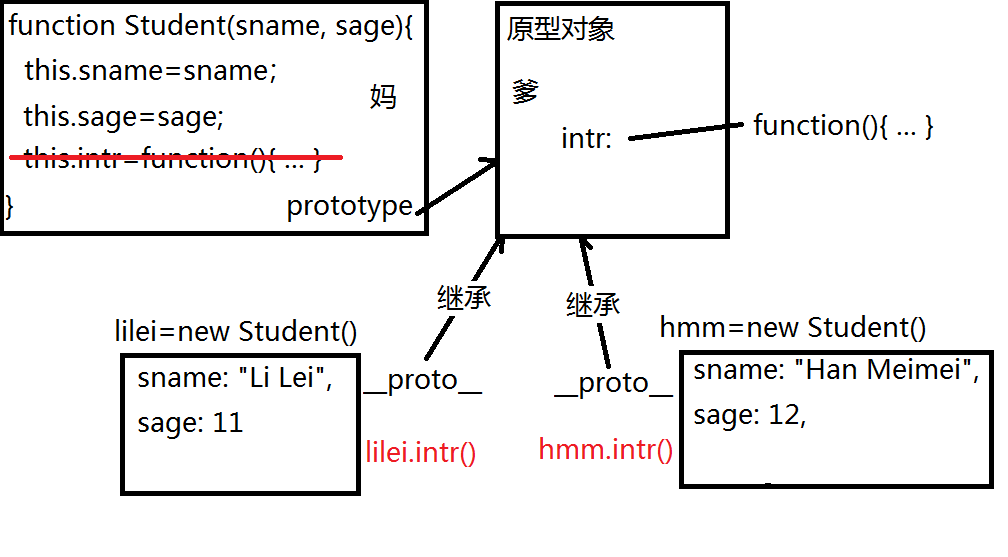 function Student(sname, sage){
this.sname=sname;
妈
this.sage=sage;
this.intr=function(){ ... }
}
prototype
原型对象
爹
intr:
function(){ ... }
继承
继承
lilei=new Student()
hmm=new Student()
sname: "Li Lei",
sage: 11
__proto__
__proto__
sname: "Han Meimei",
sage: 12,
lilei.intr()
hmm.intr()